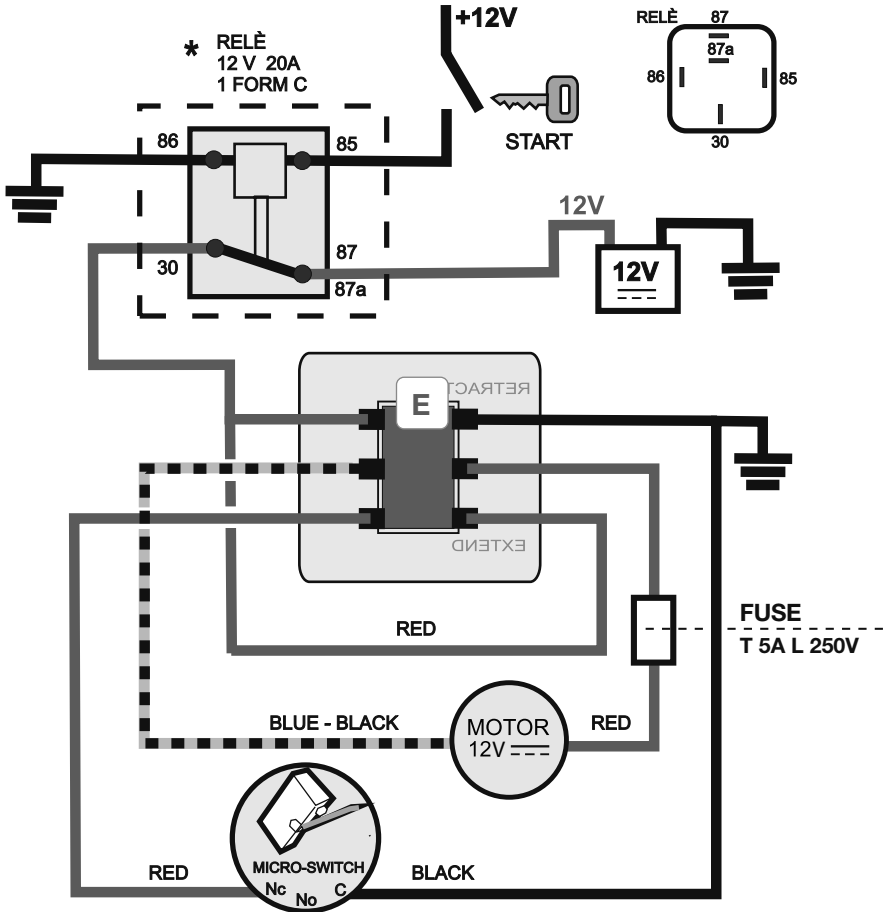 +12V
* RELÈ
12 V 20A
1 FORM C
START
RELÈ
87
87a
86
85
30
86
85
30
87
87a
12V
12V
RETRACT
E
EXTEND
RED
FUSE
T 5A L 250V
BLUE - BLACK
MOTOR
12V
RED
MICRO-SWITCH
Nc
No
C
RED
BLACK